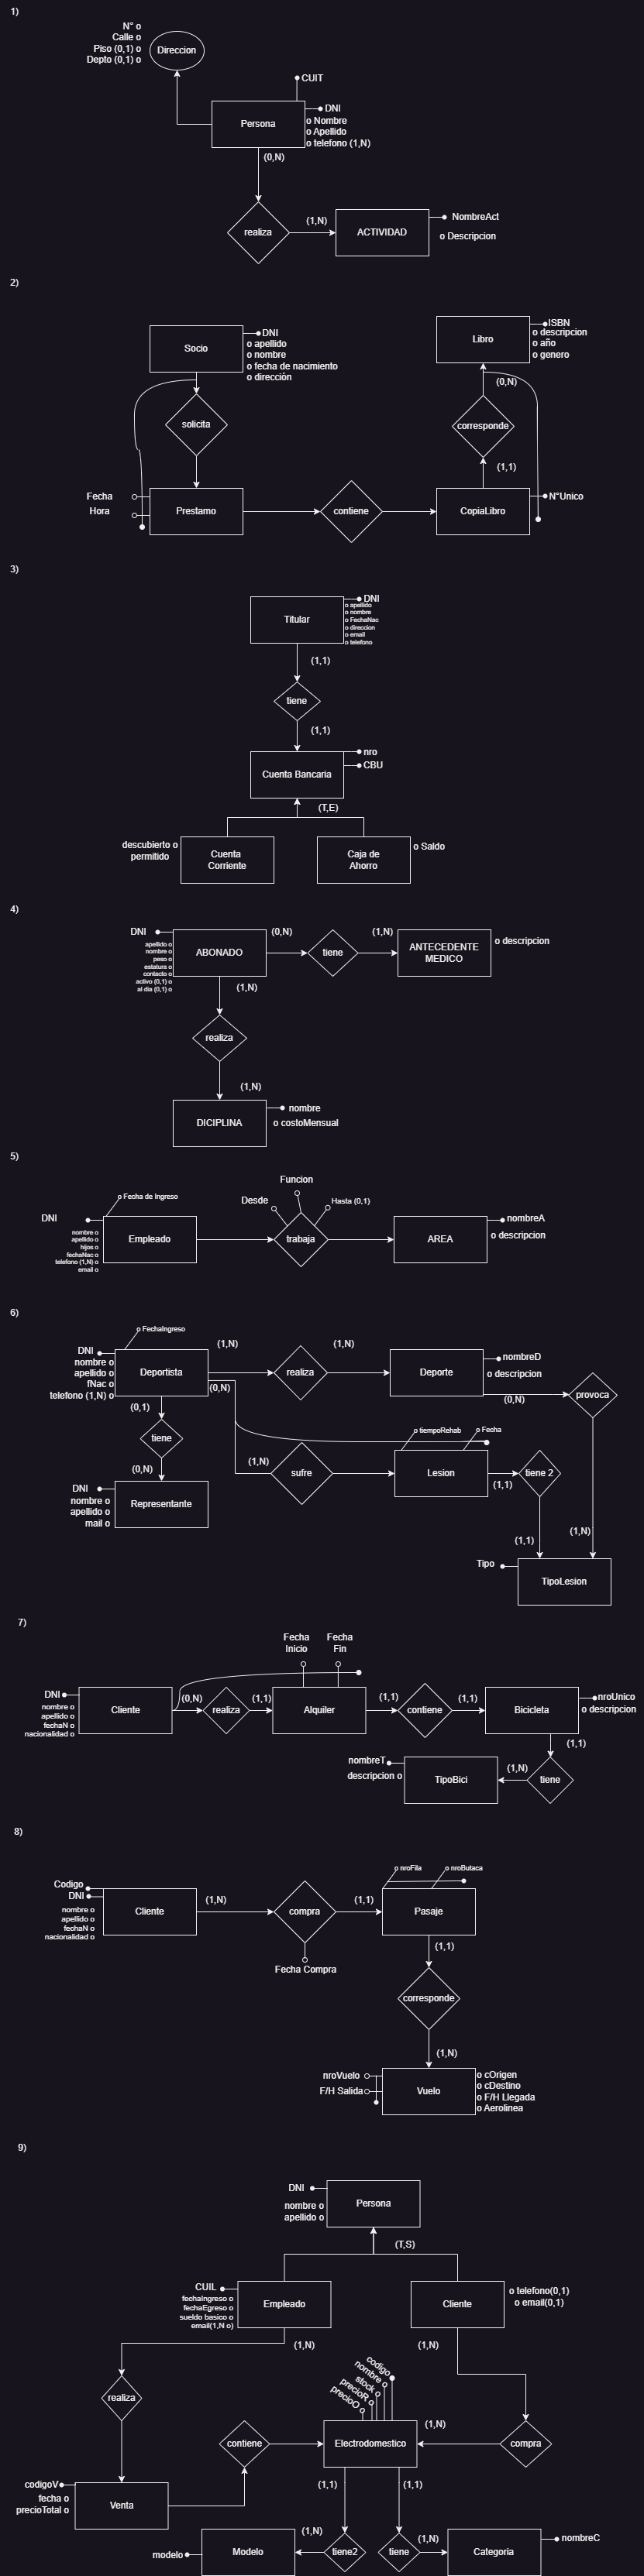 1)
N° o
Calle o
Piso (0,1) o
Depto (0,1) o
Direccion
CUIT
DNI
Persona
o Nombre
o Apellido
o telefono (1,N)
(0,N)
realiza
(1,N)
ACTIVIDAD
NombreAct
o Descripcion
2)
Socio
DNI
o apellido
o nombre
o fecha de nacimiento
o dirección
Libro
ISBN
o descripcion
o año
o genero
(0,N)
solicita
corresponde
(1,1)
Fecha
Hora
Prestamo
contiene
CopiaLibro
N°Unico
3)
Titular
DNI
o apellido
o nombre
o FechaNac
o direccion
o email
o telefono
(1,1)
tiene
(1,1)
Cuenta Bancaria
nro
CBU
(T,E)
descubierto o
permitido
Cuenta
Corriente
Caja de
Ahorro
o Saldo
4)
DNI
apellido o
nombre o
peso o
estatura o
contacto o
activo (0,1) o
al dia (0,1) o
ABONADO
(0,N)
tiene
(1,N)
ANTECEDENTE
MEDICO
o descripcion
(1,N)
realiza
(1,N)
DICIPLINA
nombre
o costoMensual
5)
Funcion
o Fecha de Ingreso
Desde
Hasta (0,1)
DNI
nombre o
apellido o
hijos o
fechaNac o
telefono (1,N) o
email o
Empleado
trabaja
AREA
nombreA
o descripcion
6)
o FechaIngreso
DNI
nombre o
apellido o
fNac o
telefono (1,N) o
Deportista
(1,N)
realiza
(1,N)
Deporte
nombreD
o descripcion
(0,N)
(0,N)
provoca
(0,1)
tiene
(0,N)
o tiempoRehab
o Fecha
(1,N)
sufre
Lesion
(1,1)
tiene 2
DNI
nombre o
apellido o
mail o
Representante
(1,1)
(1,N)
Tipo
TipoLesion
7)
Fecha
Inicio
Fecha
Fin
DNI
nombre o
apellido o
fechaN o
nacionalidad o
Cliente
(0,N)
realiza
(1,1)
Alquiler
(1,1)
contiene
(1,1)
Bicicleta
nroUnico
o descripcion
(1,1)
nombreT
descripcion o
TipoBici
(1,N)
tiene
8)
o nroFila
o nroButaca
Codigo
DNI
nombre o
apellido o
fechaN o
nacionalidad o
Cliente
(1,N)
compra
(1,1)
Pasaje
Fecha Compra
(1,1)
corresponde
(1,N)
nroVuelo
F/H Salida
Vuelo
o cOrigen
o cDestino
o F/H Llegada
o Aerolinea
9)
DNI
nombre o
apellido o
Persona
(T,S)
CUIL
fechaIngreso o
fechaEgreso o
sueldo basico o
email(1,N o)
Empleado
Cliente
o telefono(0,1)
o email(0,1)
(1,N)
(1,N)
realiza
codigo
nombre o
stock o
precioR o
precioO o
contiene
Electrodomestico
(1,N)
compra
codigoV
fecha o
precioTotal o
Venta
(1,1)
(1,1)
modelo
Modelo
(1,N)
tiene2
tiene
(1,N)
Categoria
nombreC